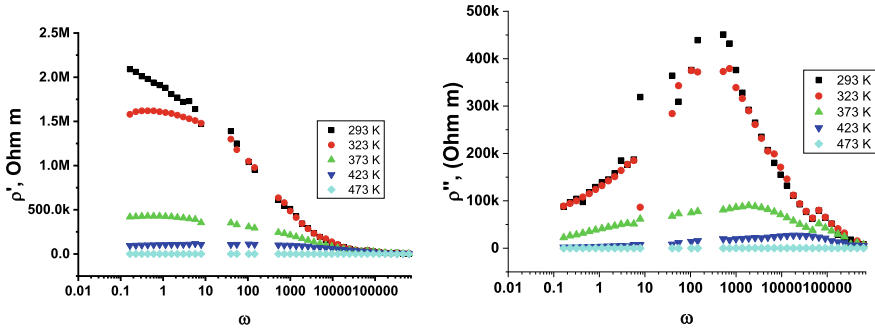 2.5M
2.0M
1.5M
1.0M
500.0k
0.0
ρ', Ohm m
293 K
323 K
373 K
423 K
473 K
0.01 0.1 1 10 100 1000 10000100000
ω
500k
400k
300k
200k
100k
0
ρ'', (Ohm m)
293 K
323 K
373 K
423 K
473 K
0.01 0.1 1 10 100 1000 10000100000
ω